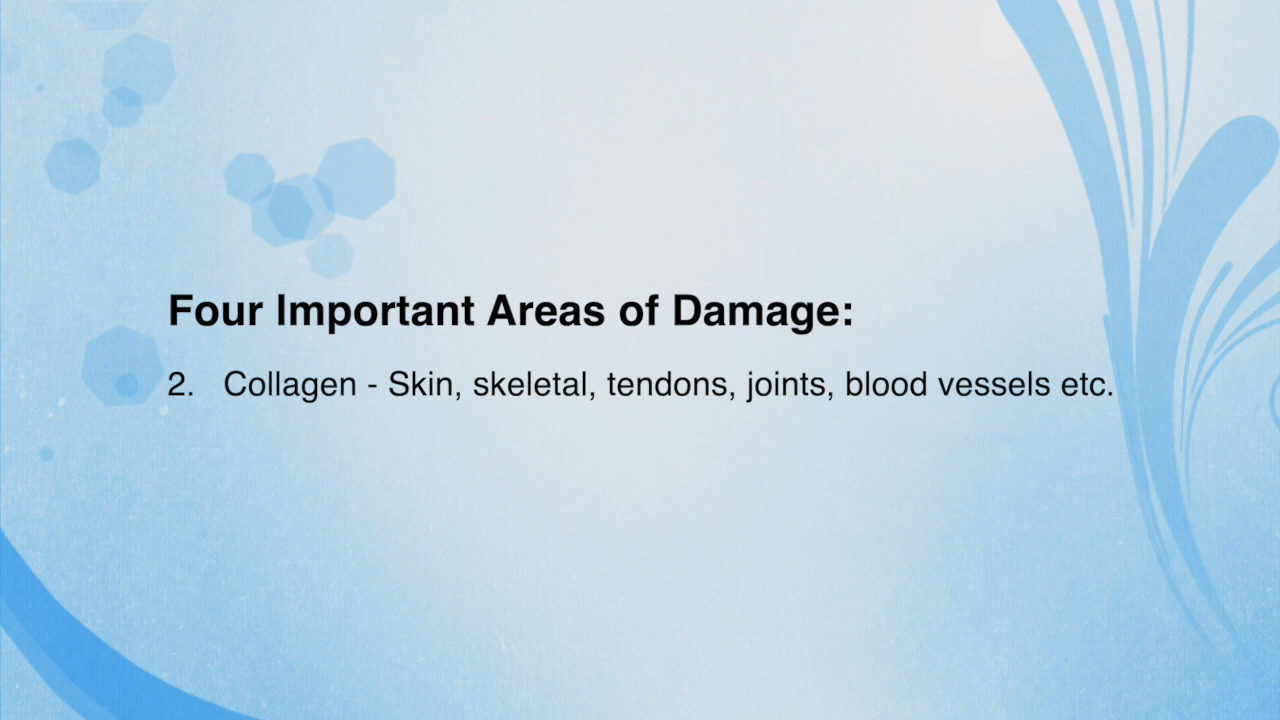 Four Important Areas of Damage:
2. Collagen - Skin, skeletal, tendons, joints, blood vessels etc.